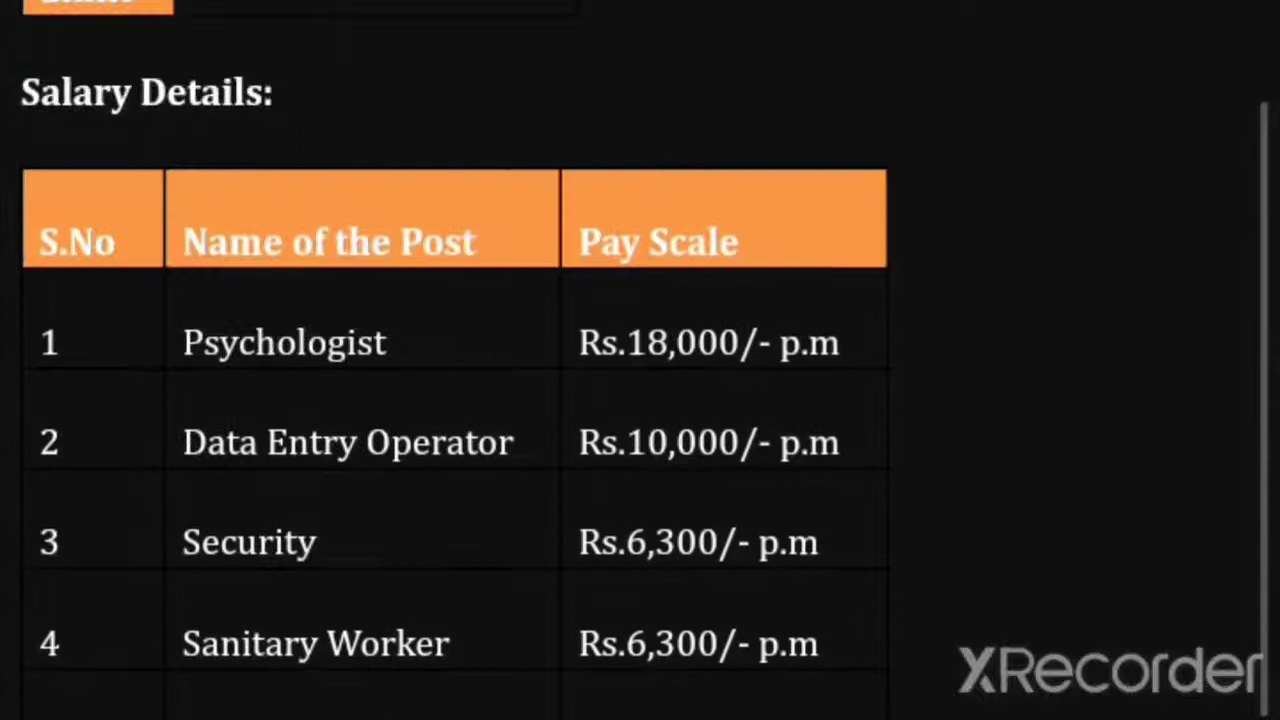 Salary Details:
S.No Name of the Post Pay Scale
1 Psychologist Rs.18,000/- p.m
2 Data Entry Operator Rs.10,000/- p.m
3 Security Rs.6,300/- p.m
4 Sanitary Worker Rs.6,300/- p.m
XRecorder